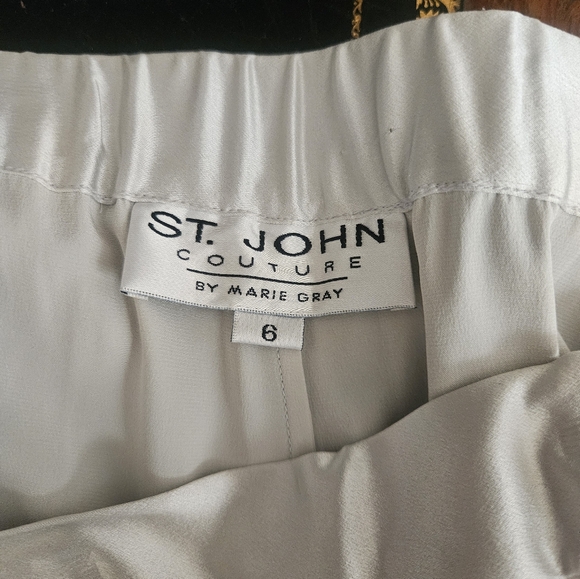 ST. JOHN
COUTURE
BY MARIE GRAY
6